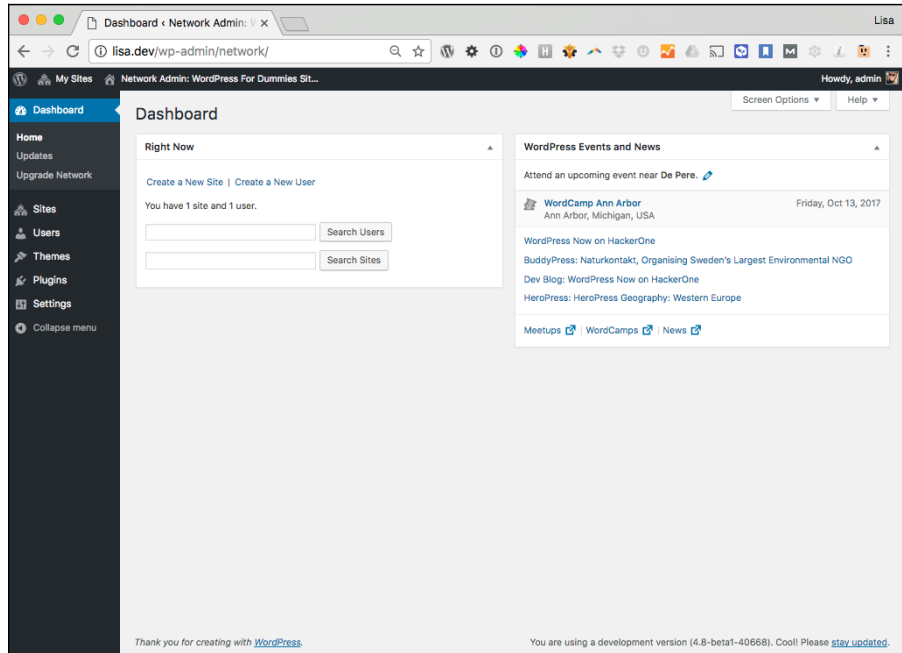 Dashboard ‹ Network Admin: W
Lisa
lisa.dev/wp-admin/network/
My Sites Network Admin: WordPress For Dummies Sit...
Howdy, admin
Dashboard
Home
Updates
Upgrade Network
Sites
Users
Themes
Plugins
Settings
Collapse menu
Screen Options
Help
Dashboard
Right Now
Create a New Site | Create a New User
You have 1 site and 1 user.
Search Users
Search Sites
WordPress Events and News
Attend an upcoming event near De Pere.
WordCamp Ann Arbor
Friday, Oct 13, 2017
Ann Arbor, Michigan, USA
WordPress Now on HackerOne
BuddyPress: Naturkontakt, Organising Sweden's Largest Environmental NGO
Dev Blog: WordPress Now on HackerOne
HeroPress: HeroPress Geography: Western Europe
Meetups | WordCamps | News
Thank you for creating with WordPress.
You are using a development version (4.8-beta1-40668). Cool! Please stay updated.